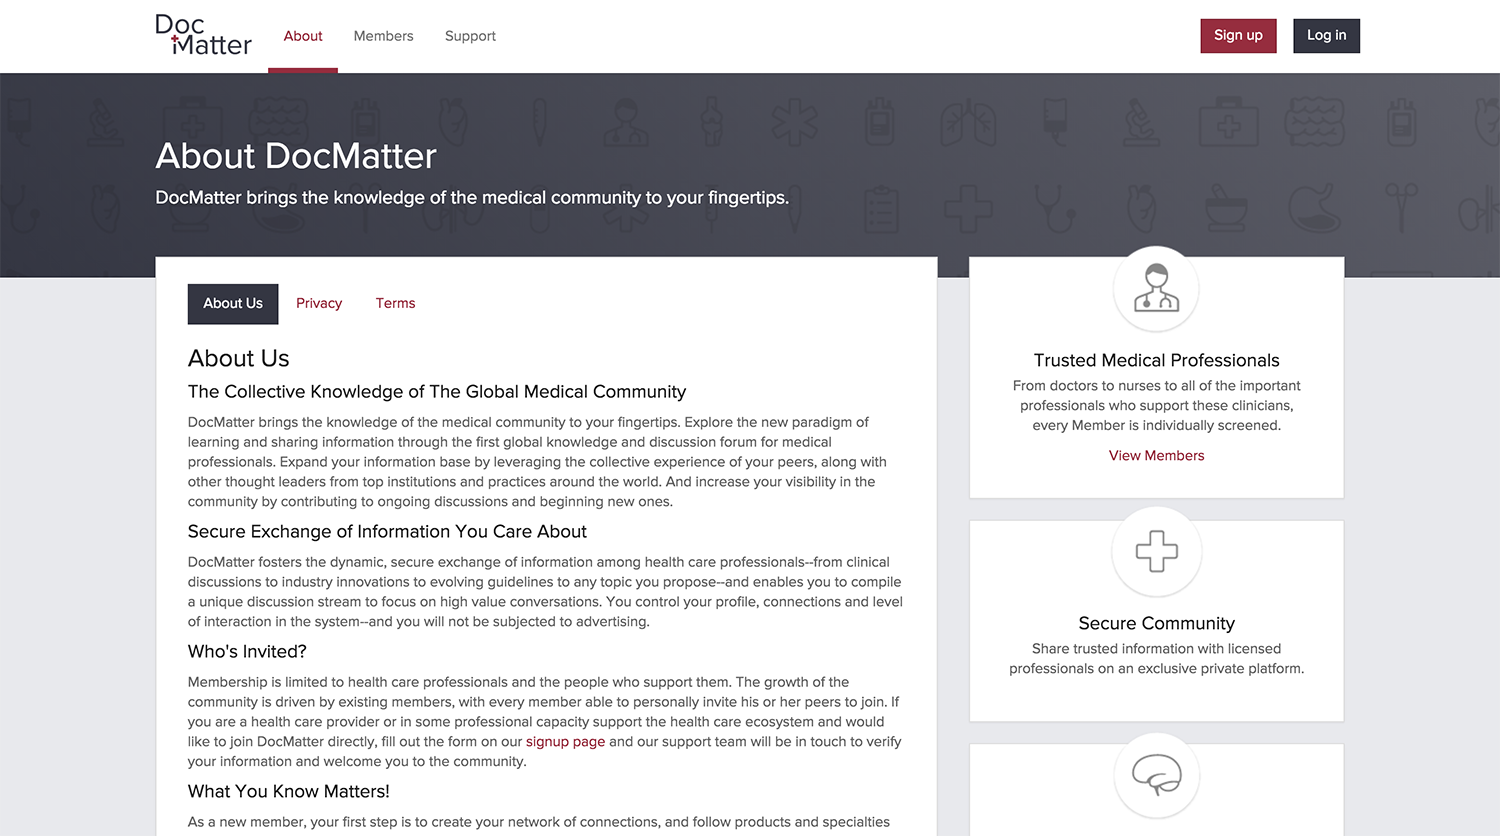 Doc
Matter
About
Members
Support
Sign up
Log in
About DocMatter
DocMatter brings the knowledge of the medical community to your fingertips.
About Us
Privacy
Terms
About Us
The Collective Knowledge of The Global Medical Community
DocMatter brings the knowledge of the medical community to your fingertips. Explore the new paradigm of
learning and sharing information through the first global knowledge and discussion forum for medical
professionals. Expand your information base by leveraging the collective experience of your peers, along with
other thought leaders from top institutions and practices around the world. And increase your visibility in the
community by contributing to ongoing discussions and beginning new ones.
Secure Exchange of Information You Care About
DocMatter fosters the dynamic, secure exchange of information among health care professionals--from clinical
discussions to industry innovations to evolving guidelines to any topic you propose--and enables you to compile
a unique discussion stream to focus on high value conversations. You control your profile, connections and level
of interaction in the system--and you will not be subjected to advertising.
Who's Invited?
Membership is limited to health care professionals and the people who support them. The growth of the
community is driven by existing members, with every member able to personally invite his or her peers to join. If
you are a health care provider or in some professional capacity support the health care ecosystem and would
like to join DocMatter directly, fill out the form on our signup page and our support team will be in touch to verify
your information and welcome you to the community.
What You Know Matters!
As a new member, your first step is to create your network of connections, and follow products and specialties
Trusted Medical Professionals
From doctors to nurses to all of the important
professionals who support these clinicians,
every Member is individually screened.
View Members
Secure Community
Share trusted information with licensed
professionals on an exclusive private platform.